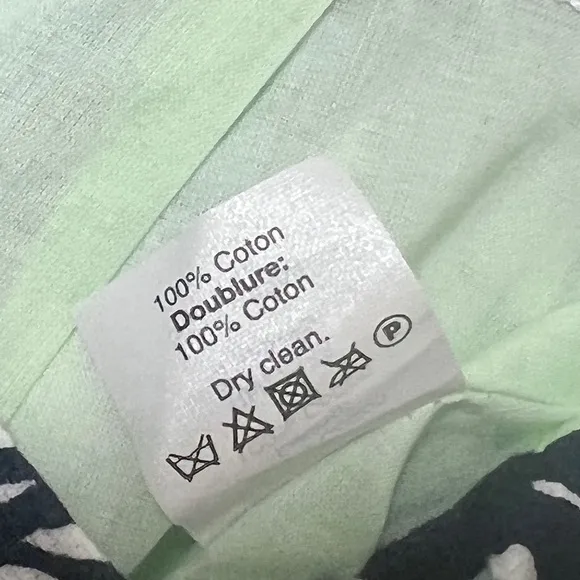 100% Coton
Doublure:
100% Coton
Dry clean.
P